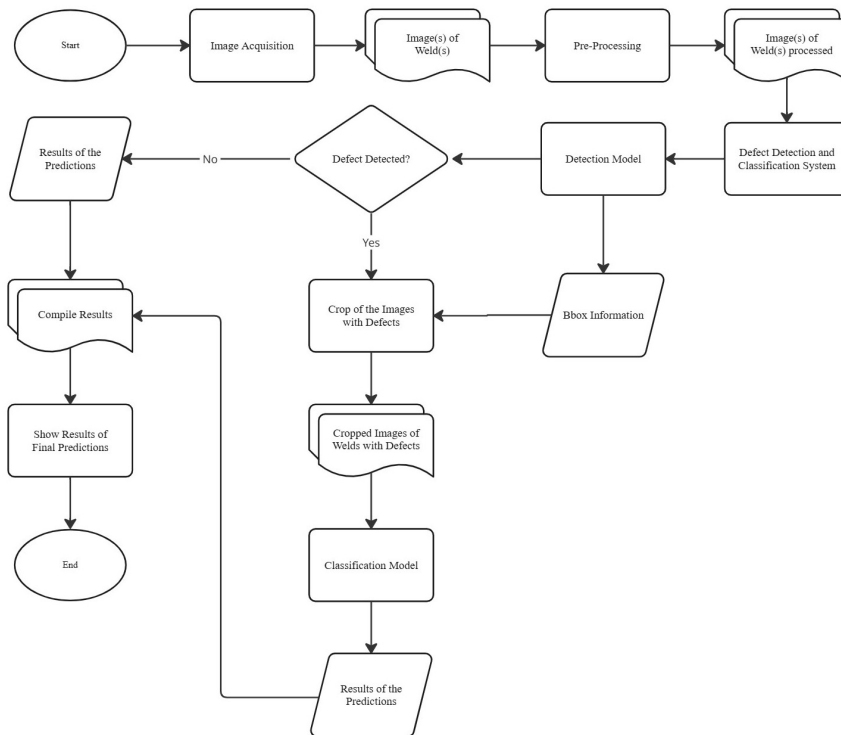 Start
Image Acquisition
Image(s) of
Weld(s)
Pre-Processing
Image(s) of
Weld(s) processed
Results of the
Predictions
No
Defect Detected?
Detection Model
Defect Detection and
Classification System
Yes
Compile Results
Crop of the Images
with Defects
Bbox Information
Show Results of
Final Predictions
Cropped Images of
Welds with Defects
End
Classification Model
Results of the
Predictions